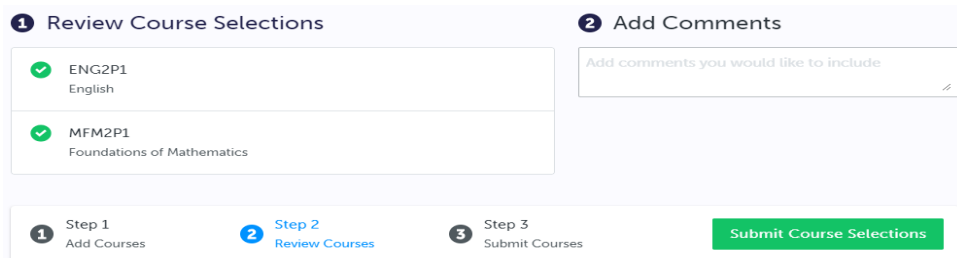 1 Review Course Selections
ENG2P1
English
MFM2P1
Foundations of Mathematics
2 Add Comments
Add comments you would like to include
1 Step 1
Add Courses
2 Step 2
Review Courses
3 Step 3
Submit Courses
Submit Course Selections